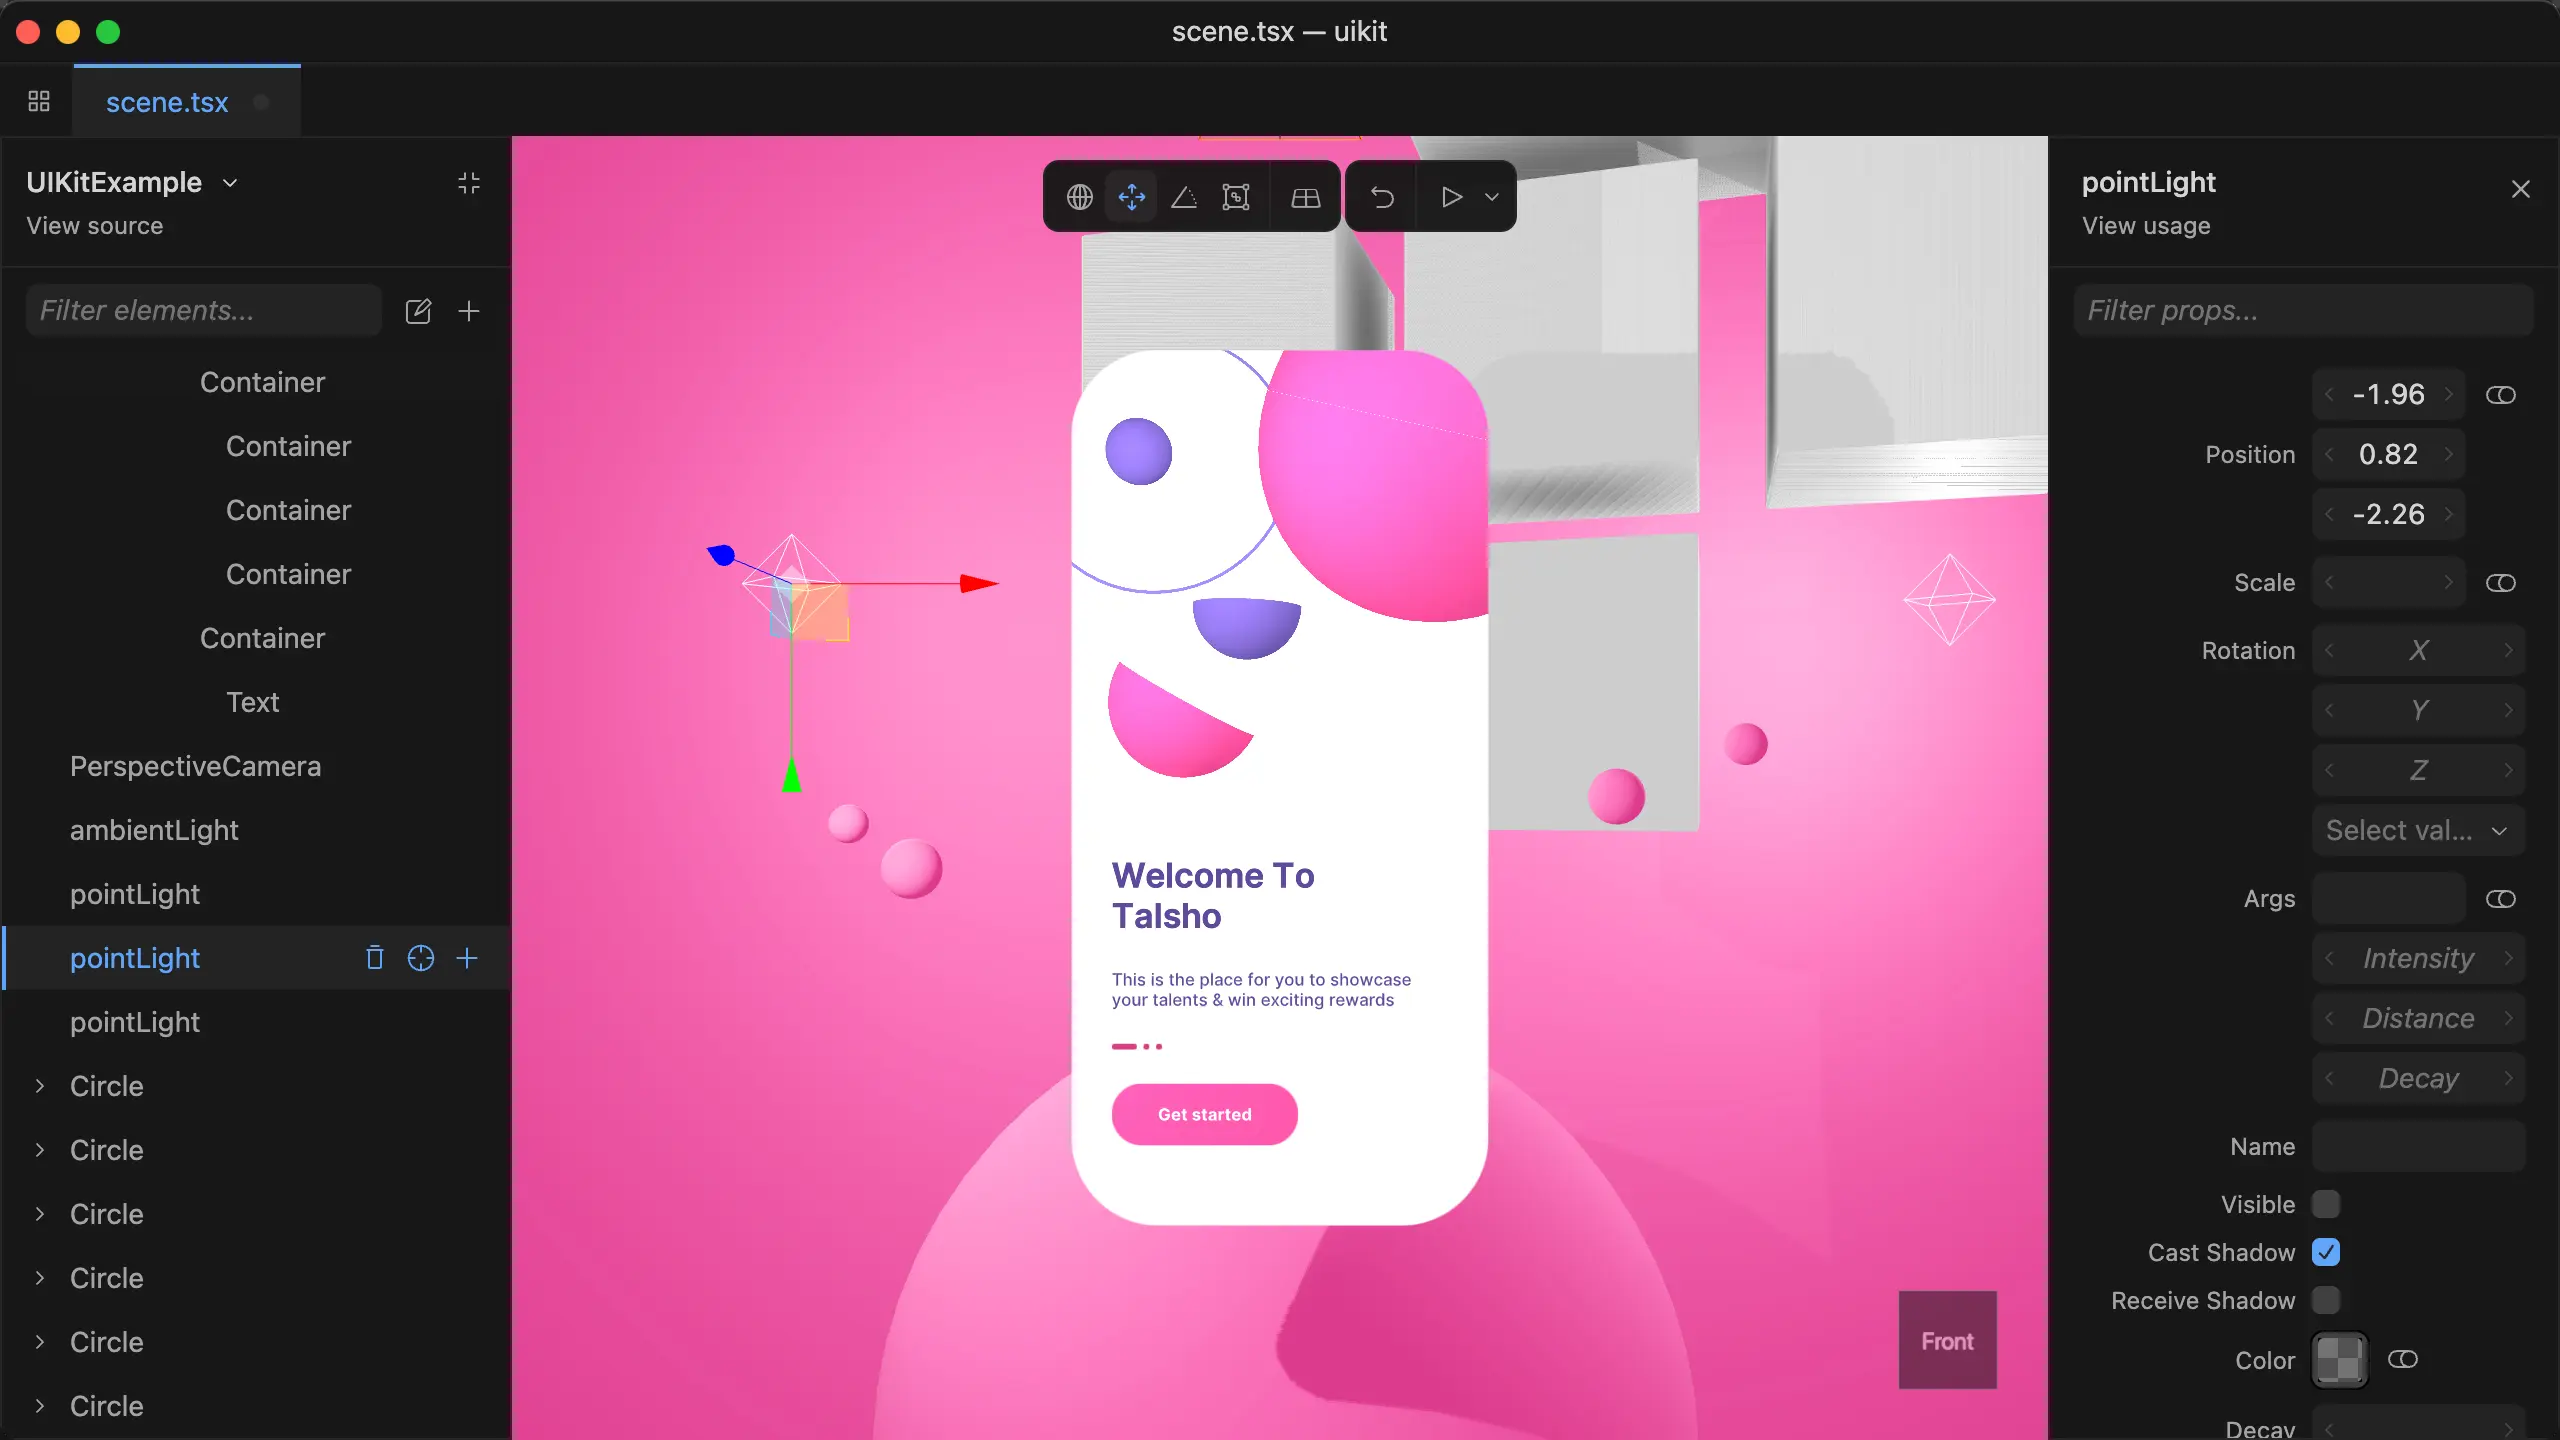 scene.tsx — uikit
scene.tsx
UIKitExample
View source
Filter elements...
Container
Container
Container
Container
Container
Text
PerspectiveCamera
ambientLight
pointLight
pointLight
pointLight
Circle
Circle
Circle
Circle
Circle
Circle
Welcome To
Talsho
This is the place for you to showcase
your talents & win exciting rewards
Get started
Front
pointLight
View usage
Filter props...
-1.96
Position
0.82
-2.26
Scale
Rotation
X
Y
Z
Select val...
Args
Intensity
Distance
Decay
Name
Visible
Cast Shadow
Receive Shadow
Color
Decay